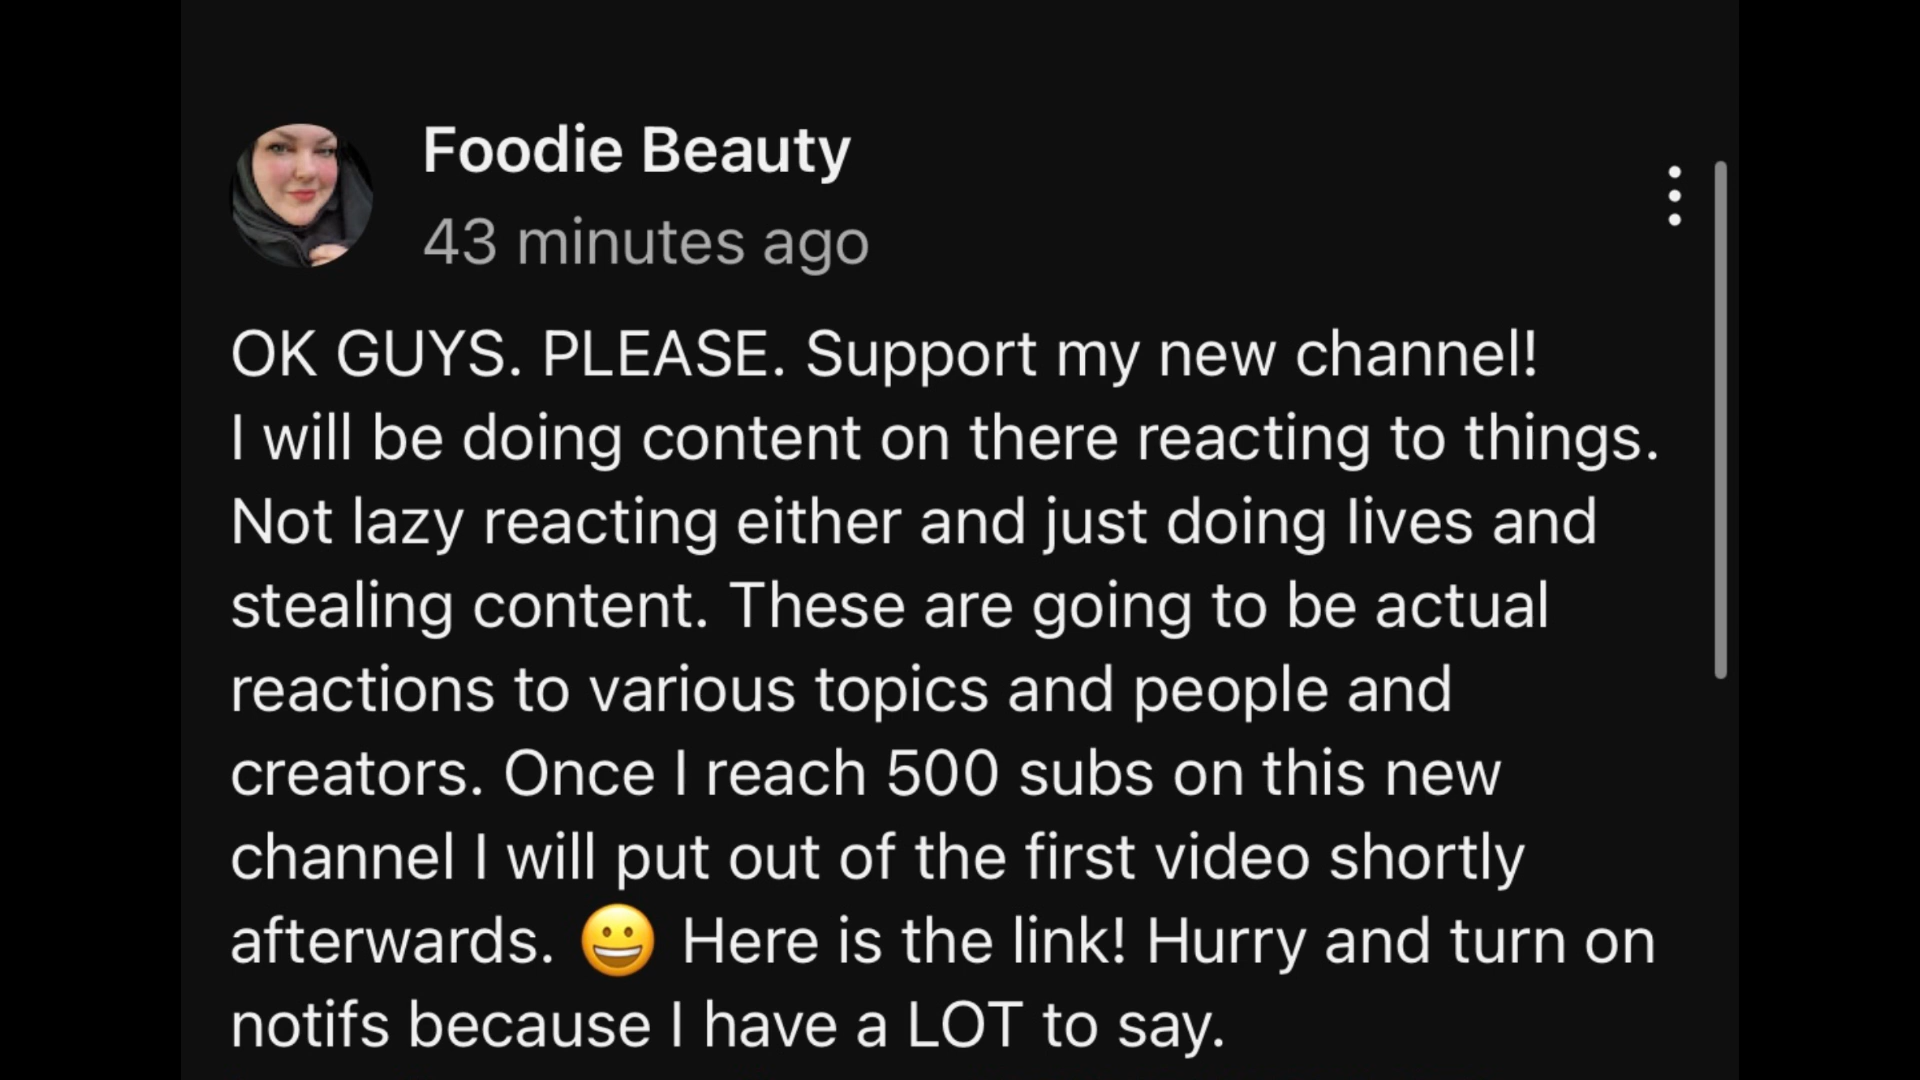 Foodie Beauty
43 minutes ago
OK GUYS. PLEASE. Support my new channel!
I will be doing content on there reacting to things.
Not lazy reacting either and just doing lives and
stealing content. These are going to be actual
reactions to various topics and people and
creators. Once I reach 500 subs on this new
channel I will put out of the first video shortly
afterwards. 😀 Here is the link! Hurry and turn on
notifs because I have a LOT to say.